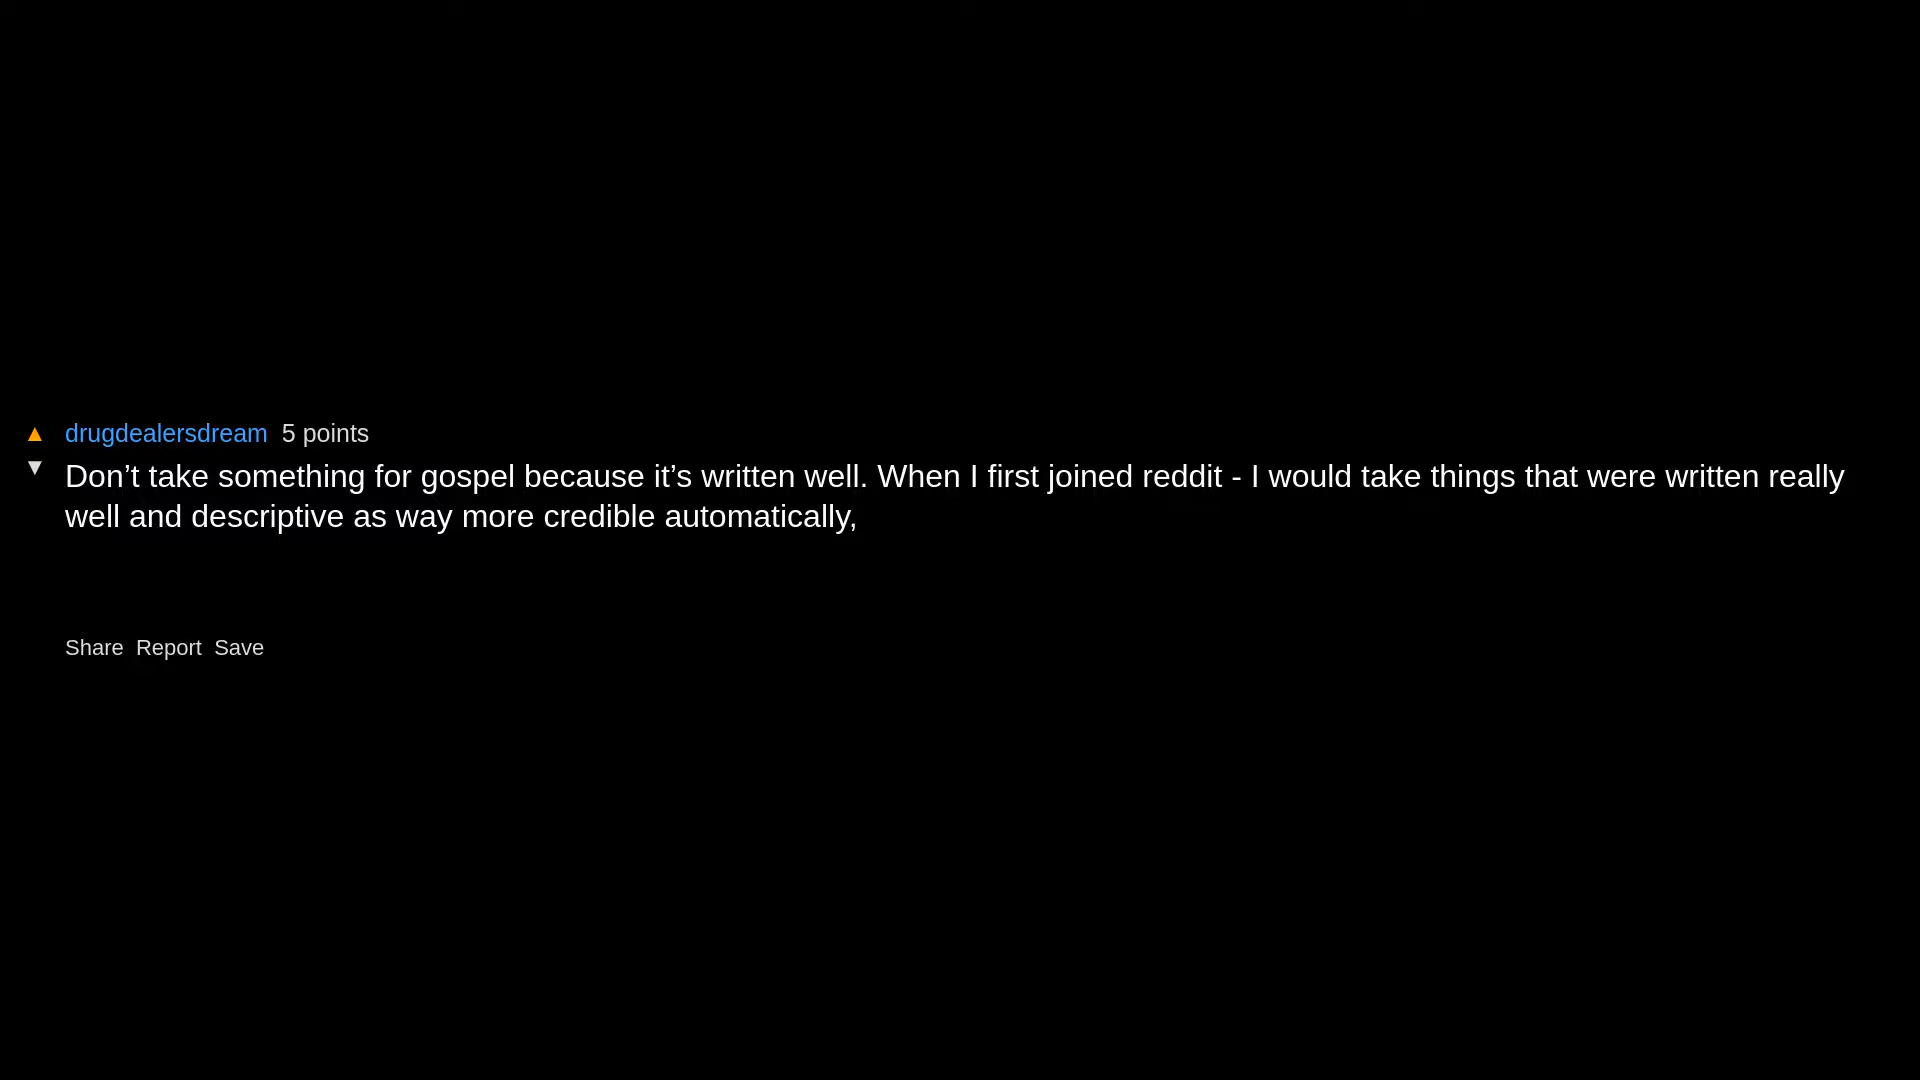 ▲ drugdealersdream 5 points
▼ Don’t take something for gospel because it’s written well. When I first joined reddit - I would take things that were written really
well and descriptive as way more credible automatically,
Share Report Save